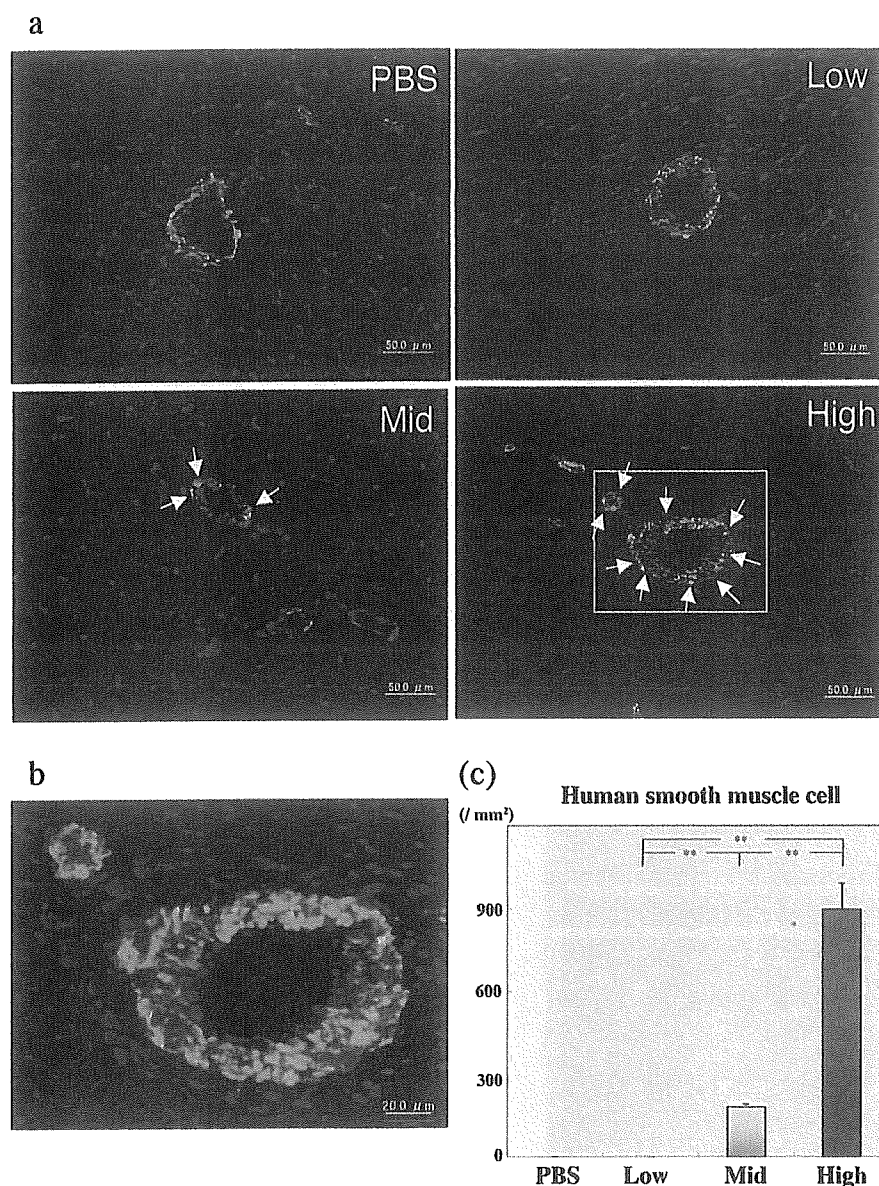 a
PBS
Low
50.0 μm
50.0 μm
Mid
High
50.0 μm
50.0 μm
b
20.0 μm
(c)
Human smooth muscle cell
(/ mm²)
**
** **
900
600
300
0
PBS Low Mid High